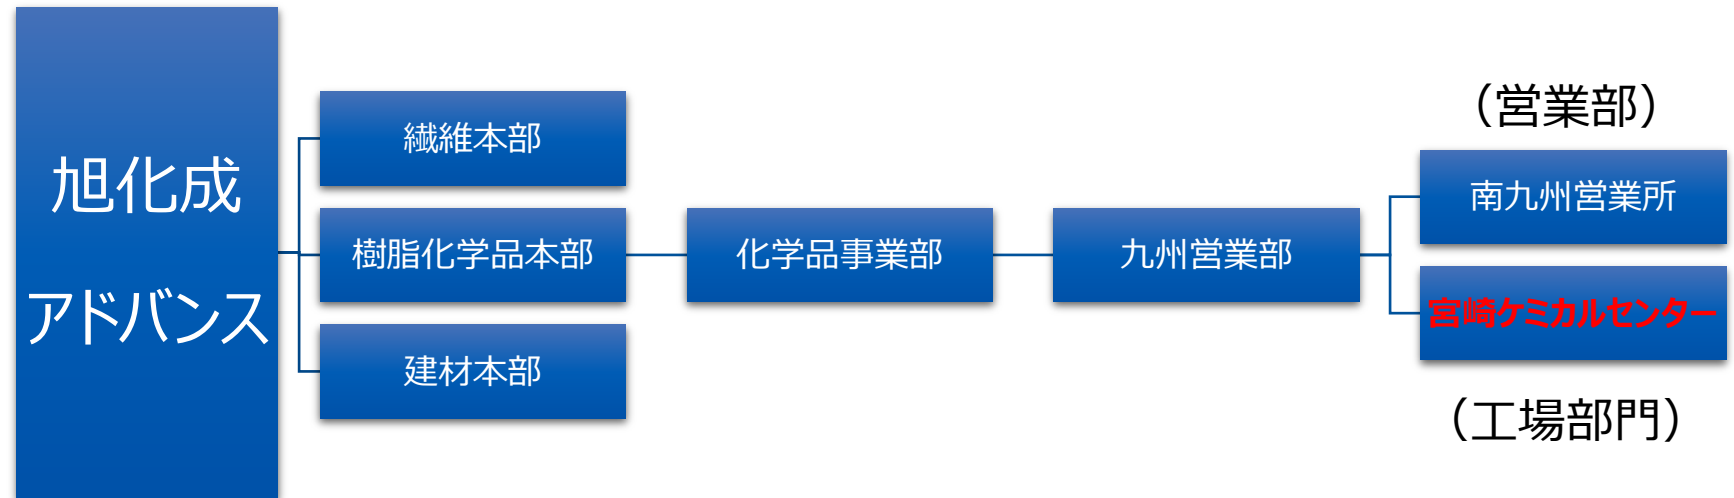 旭化成
アドバンス
繊維本部
樹脂化学品本部
建材本部
化学品事業部
九州営業部
（営業部）
南九州営業所
宮崎ケミカルセンター
（工場部門）